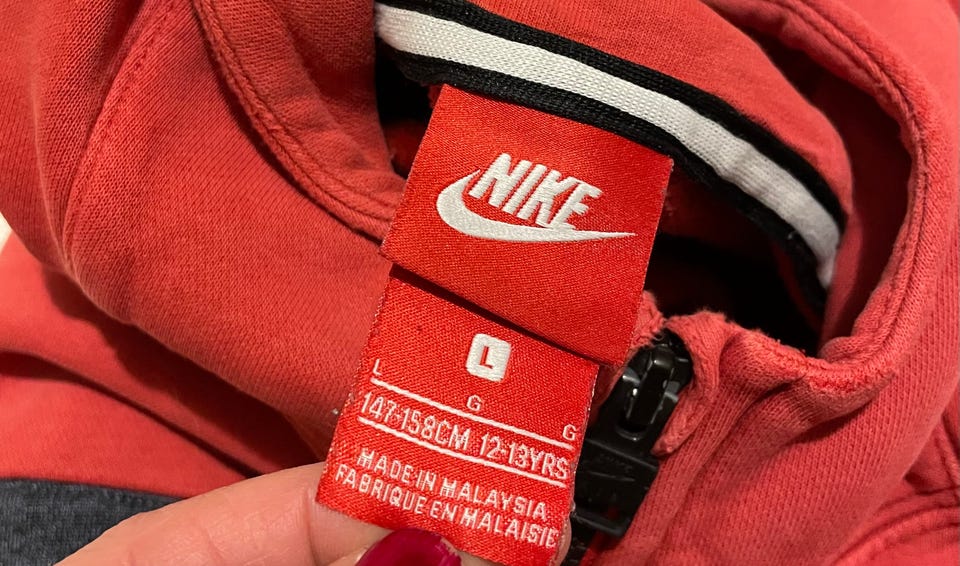 NIKE
L
L G G
147-158CM 12-13YRS
MADE IN MALAYSIA
FABRIQUE EN MALAISIE